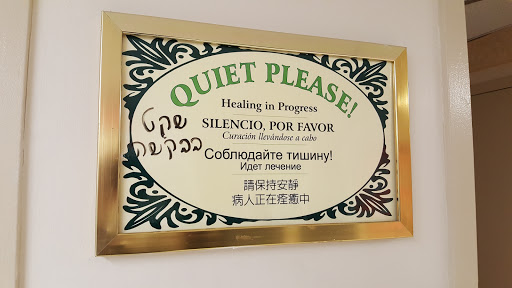 QUIET PLEASE!
Healing in Progress
SILENCIO, POR FAVOR
Curación llevándose a cabo
Соблюдайте тишину!
Идет лечение
請保持安靜
病人正在痊癒中
שקט
בבקשה